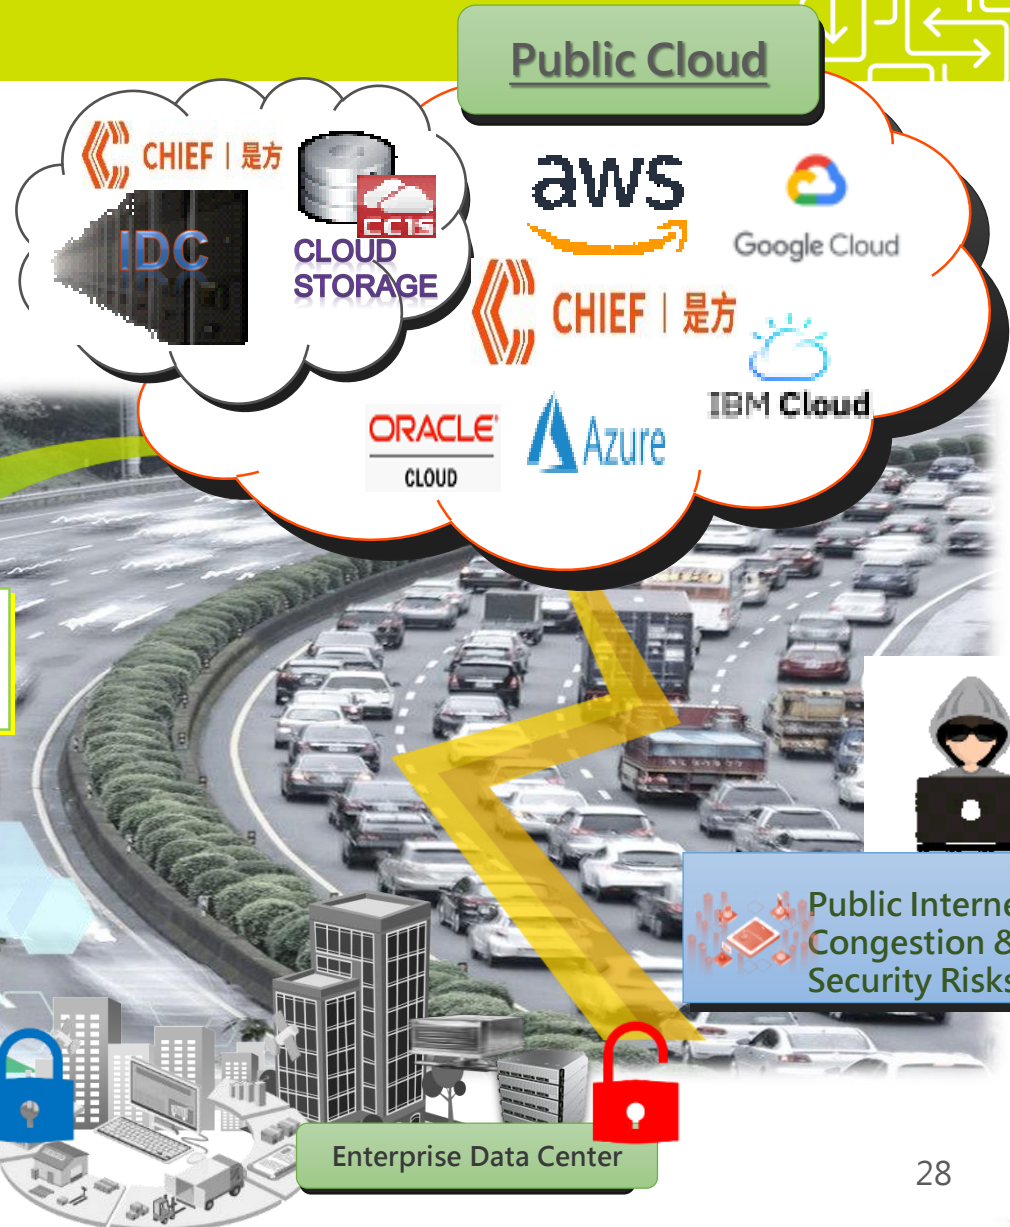 Public Cloud
CHIEF | 是方
IDC
CC1S
CLOUD
STORAGE
aws
Google Cloud
CHIEF | 是方
IBM Cloud
ORACLE
CLOUD
Azure
Public Interne
Congestion &
Security Risks
Enterprise Data Center
28